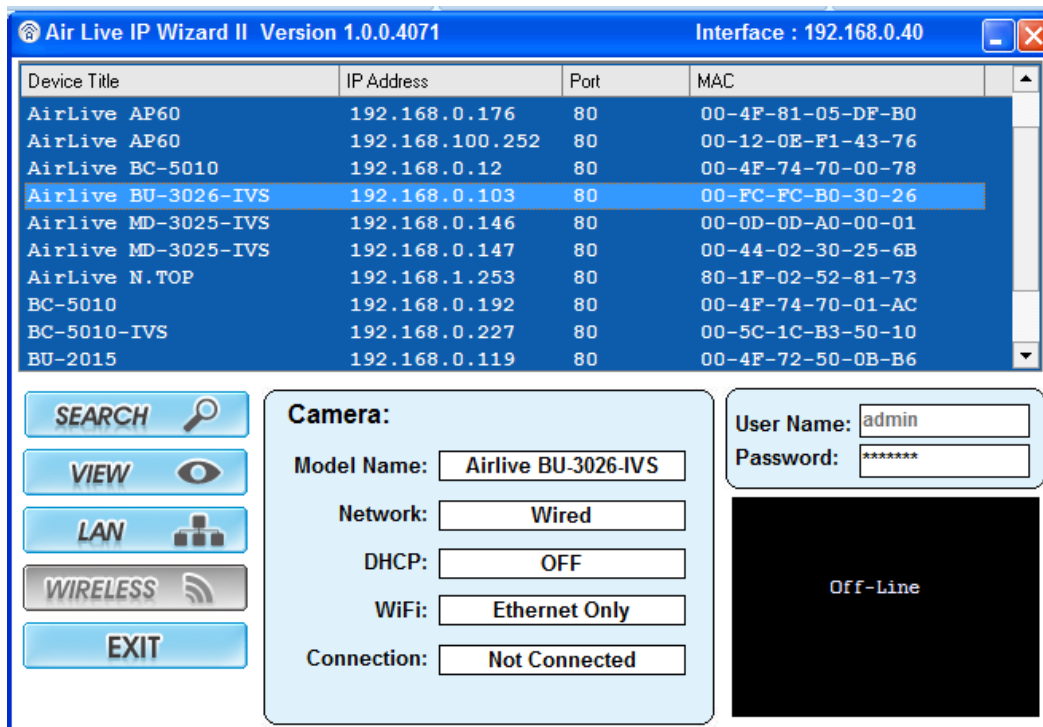 Air Live IP Wizard II Version 1.0.0.4071 Interface : 192.168.0.40
Device Title IP Address Port MAC
AirLive AP60 192.168.0.176 80 00-4F-81-05-DF-B0
AirLive AP60 192.168.100.252 80 00-12-0E-F1-43-76
AirLive BC-5010 192.168.0.12 80 00-4F-74-70-00-78
Airlive BU-3026-IVS 192.168.0.103 80 00-FC-FC-B0-30-26
Airlive MD-3025-IVS 192.168.0.146 80 00-0D-0D-A0-00-01
Airlive MD-3025-IVS 192.168.0.147 80 00-44-02-30-25-6B
AirLive N.TOP 192.168.1.253 80 80-1F-02-52-81-73
BC-5010 192.168.0.192 80 00-4F-74-70-01-AC
BC-5010-IVS 192.168.0.227 80 00-5C-1C-B3-50-10
BU-2015 192.168.0.119 80 00-4F-72-50-0B-B6
SEARCH
VIEW
LAN
WIRELESS
EXIT
Camera:
Model Name: Airlive BU-3026-IVS
Network: Wired
DHCP: OFF
WiFi: Ethernet Only
Connection: Not Connected
User Name: admin
Password: *******
Off-Line